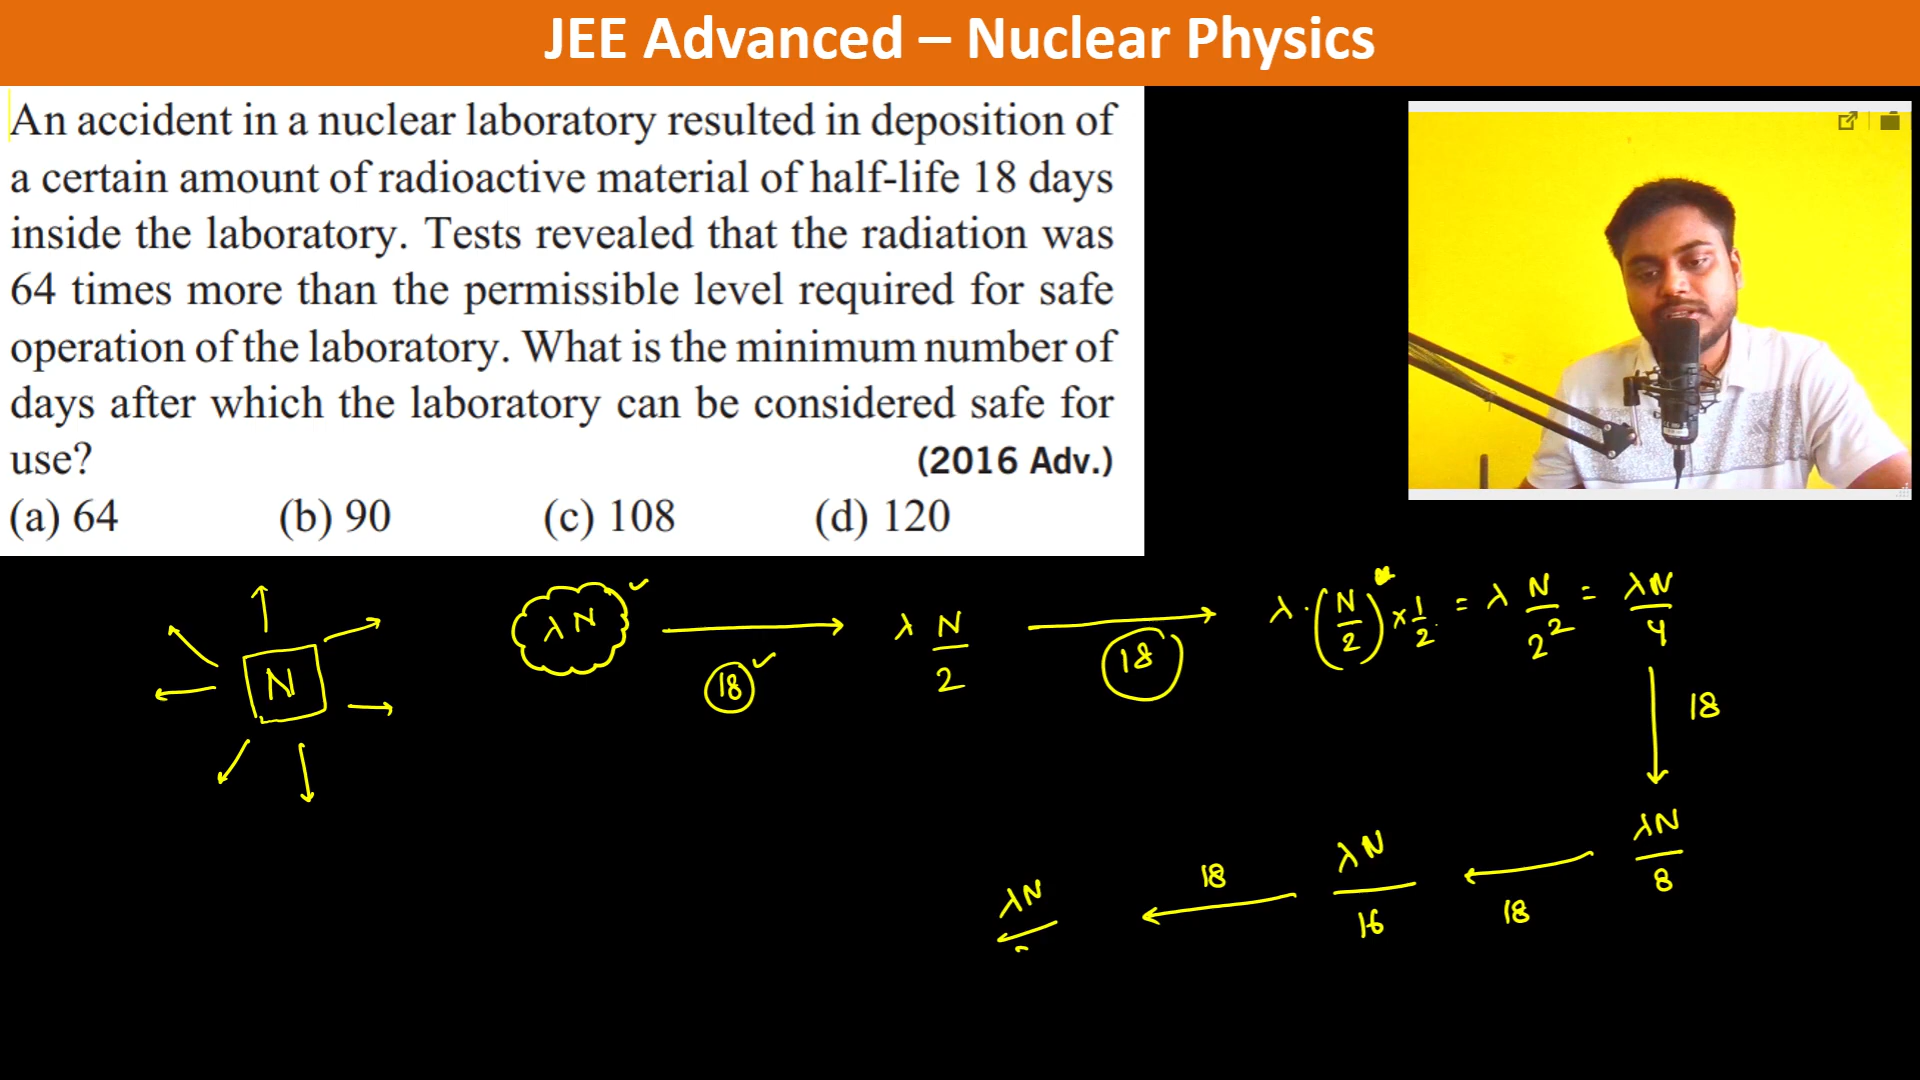 JEE Advanced – Nuclear Physics
An accident in a nuclear laboratory resulted in deposition of
a certain amount of radioactive material of half-life 18 days
inside the laboratory. Tests revealed that the radiation was
64 times more than the permissible level required for safe
operation of the laboratory. What is the minimum number of
days after which the laboratory can be considered safe for
use? (2016 Adv.)
(a) 64 (b) 90 (c) 108 (d) 120
N
λN
18
λ N/2
18
λ·(N/2)×1/2 = λ N/2² = λN/4
18
λN/8
18
λN/16
18
λN